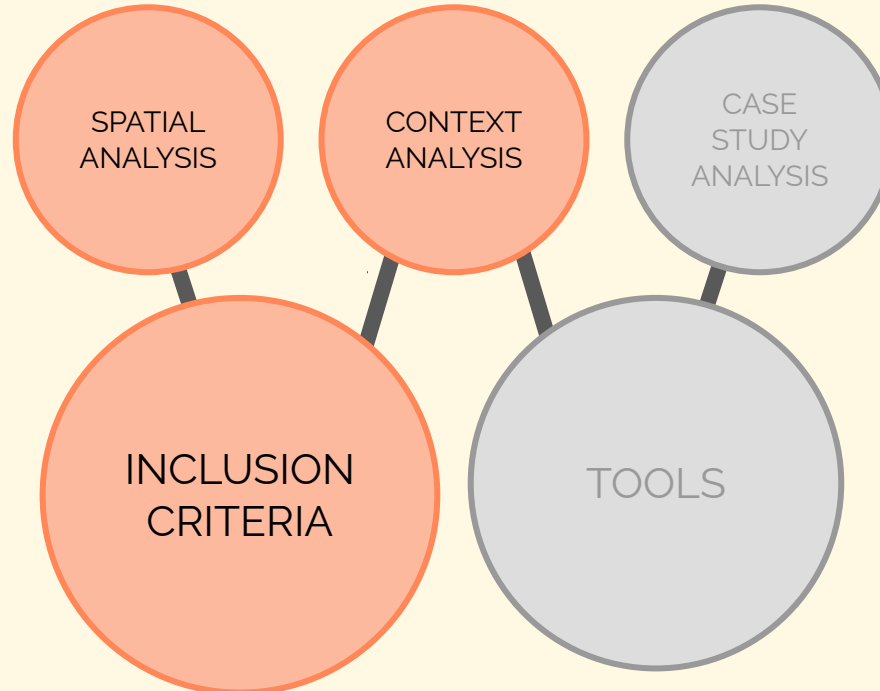 SPATIAL
ANALYSIS
CONTEXT
ANALYSIS
CASE
STUDY
ANALYSIS
INCLUSION
CRITERIA
TOOLS